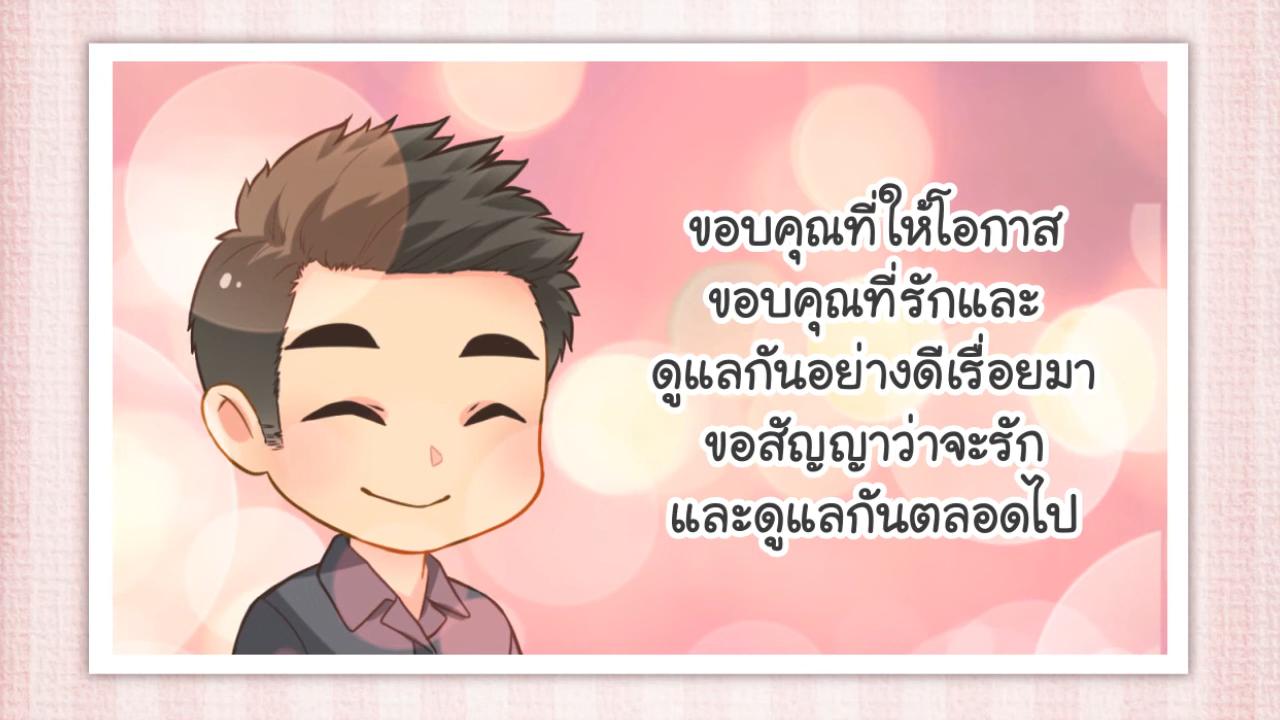 ขอบคุณที่ให้โอกาส
ขอบคุณที่รักและ
ดูแลกันอย่างดีเรื่อยมา
ขอสัญญาว่าจะรัก
และดูแลกันตลอดไป